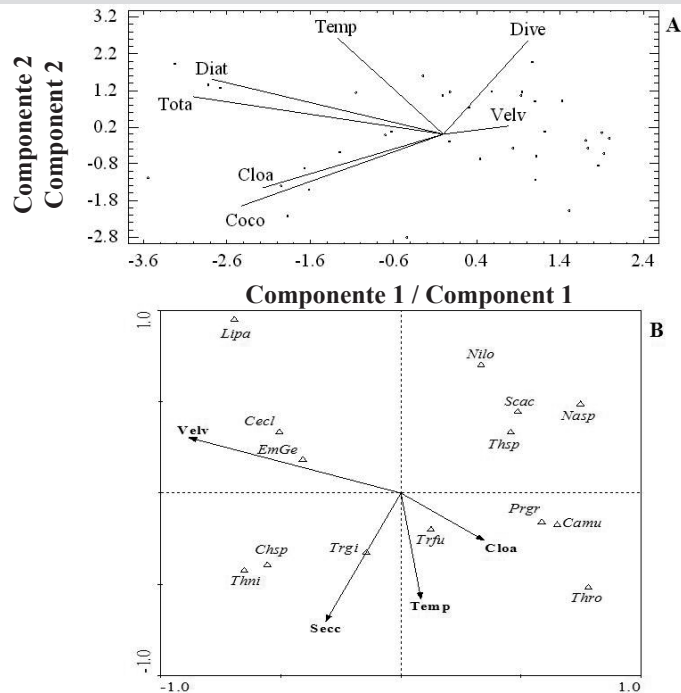 A
3.2
2.2
1.2
0.2
-0.8
-1.8
-2.8
Componente 2
Component 2
Temp
Dive
Diat
Tota
Velv
Cloa
Coco
-3.6
-2.6
-1.6
-0.6
0.4
1.4
2.4
Componente 1 / Component 1
B
1.0
Lipa
Nilo
Scac
Nasp
Cecl
Velv
Thsp
EmGe
Prgr
Camu
Trfu
Cloa
Trgi
Chsp
Thni
Thro
Temp
Secc
-1.0
-1.0
1.0